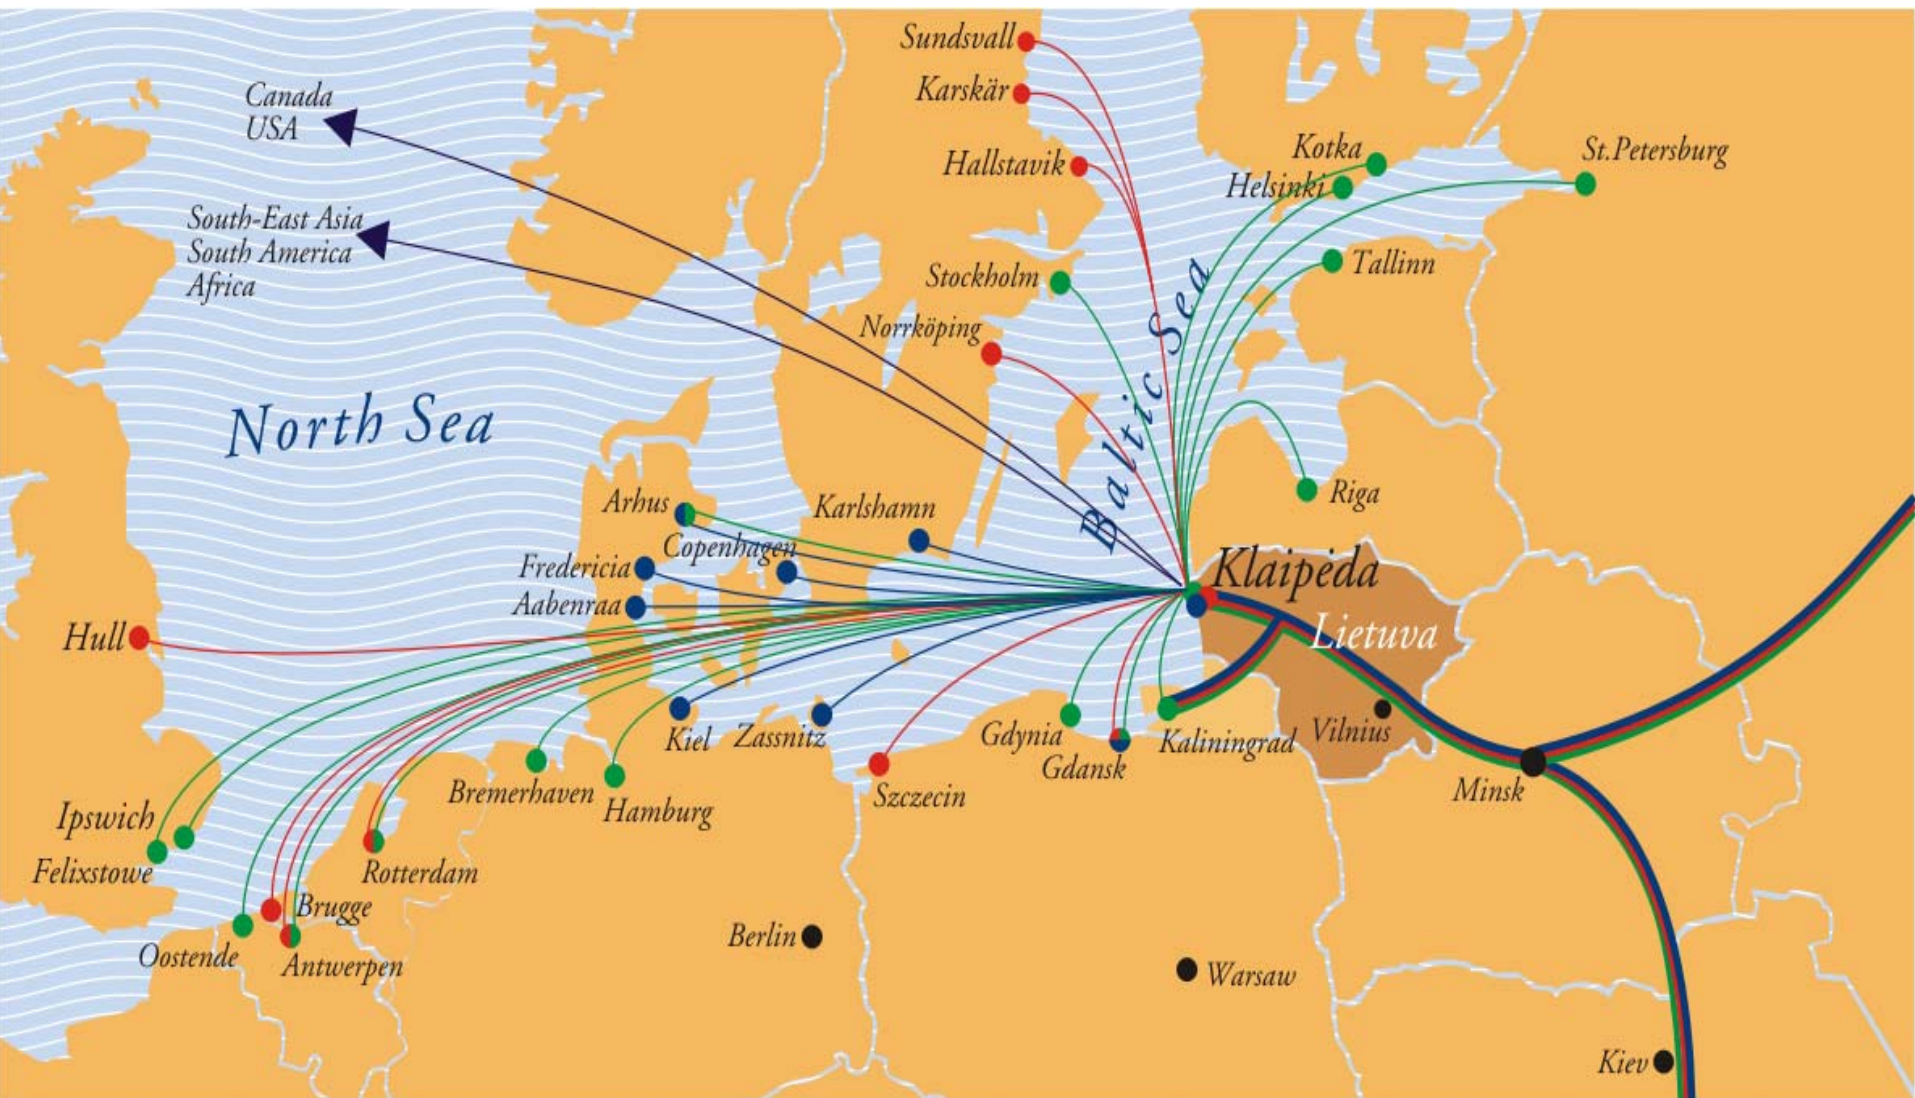 Sundsvall
Karskär
Canada
USA
Hallstavik
Kotka
Helsinki
St.Petersburg
South-East Asia
South America
Africa
Stockholm
Tallinn
Norrköping
Baltic Sea
North Sea
Arhus
Karlshamn
Riga
Copenhagen
Fredericia
Aabenraa
Klaipėda
Lietuva
Hull
Kiel
Zassnitz
Gdynia
Gdansk
Kaliningrad
Vilnius
Minsk
Bremerhaven
Hamburg
Szczecin
Ipswich
Felixstowe
Rotterdam
Brugge
Oostende
Antwerpen
Berlin
Warsaw
Kiev